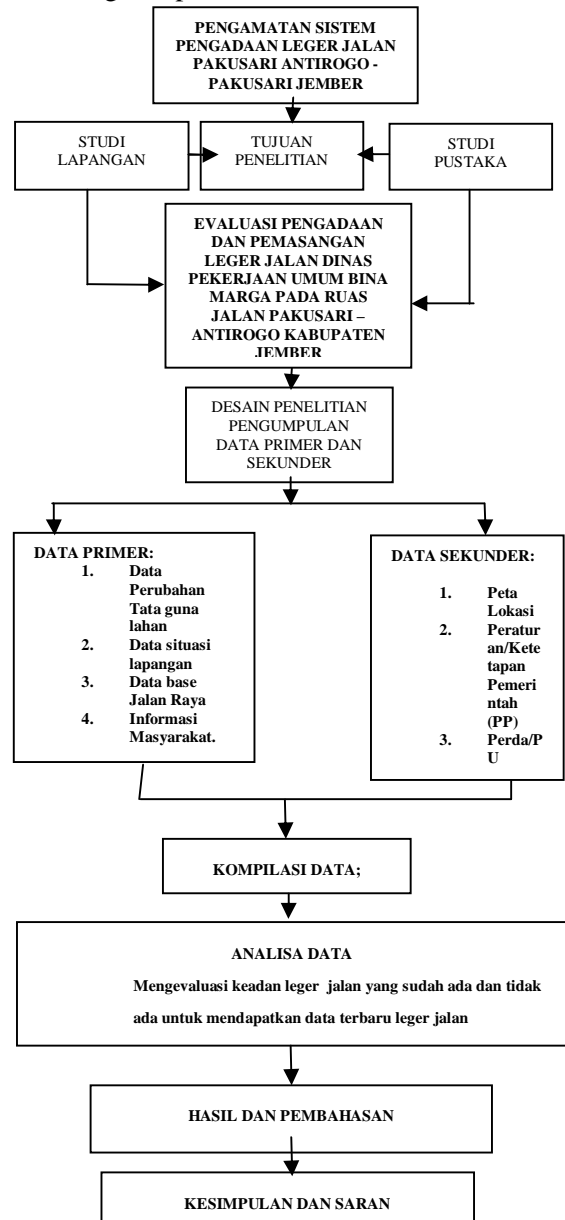 PENGAMATAN SISTEM
PENGADAAN LEGER JALAN
PAKUSARI ANTIROGO -
PAKUSARI JEMBER
STUDI
LAPANGAN
TUJUAN
PENELITIAN
STUDI
PUSTAKA
EVALUASI PENGADAAN
DAN PEMASANGAN
LEGER JALAN DINAS
PEKERJAAN UMUM BINA
MARGA PADA RUAS
JALAN PAKUSARI –
ANTIROGO KABUPATEN
JEMBER
DESAIN PENELITIAN
PENGUMPULAN
DATA PRIMER DAN
SEKUNDER
DATA PRIMER:
1. Data
Perubahan
Tata guna
lahan
2. Data situasi
lapangan
3. Data base
Jalan Raya
4. Informasi
Masyarakat.
DATA SEKUNDER:
1. Peta
Lokasi
2. Peratur
an/Kete
tapan
Pemeri
ntah
(PP)
3. Perda/P
U
KOMPILASI DATA;
ANALISA DATA
Mengevaluasi keadan leger jalan yang sudah ada dan tidak
ada untuk mendapatkan data terbaru leger jalan
HASIL DAN PEMBAHASAN
KESIMPULAN DAN SARAN